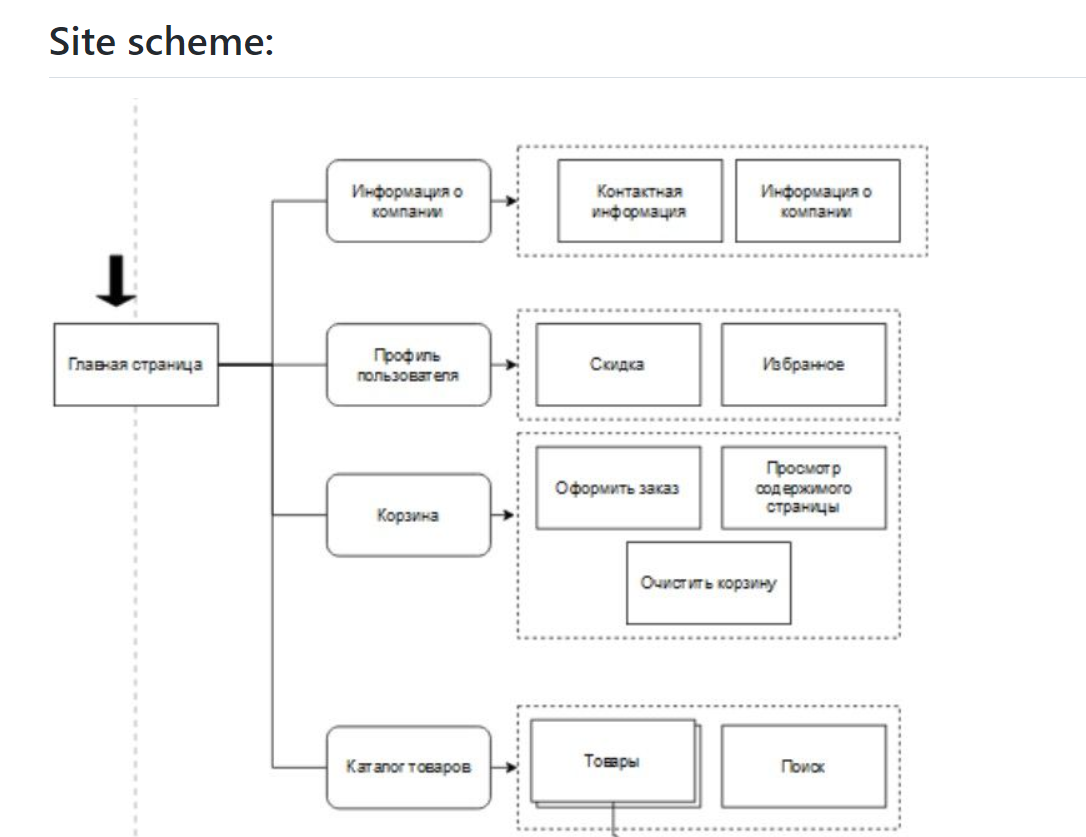 Site scheme:
Информация о
компании
Контактная
информация
Информация о
компании
Главная страница
Профиль
пользователя
Скидка
Избранное
Корзина
Оформить заказ
Просмотр
содержимого
страницы
Очистить корзину
Каталог товаров
Товары
Поиск